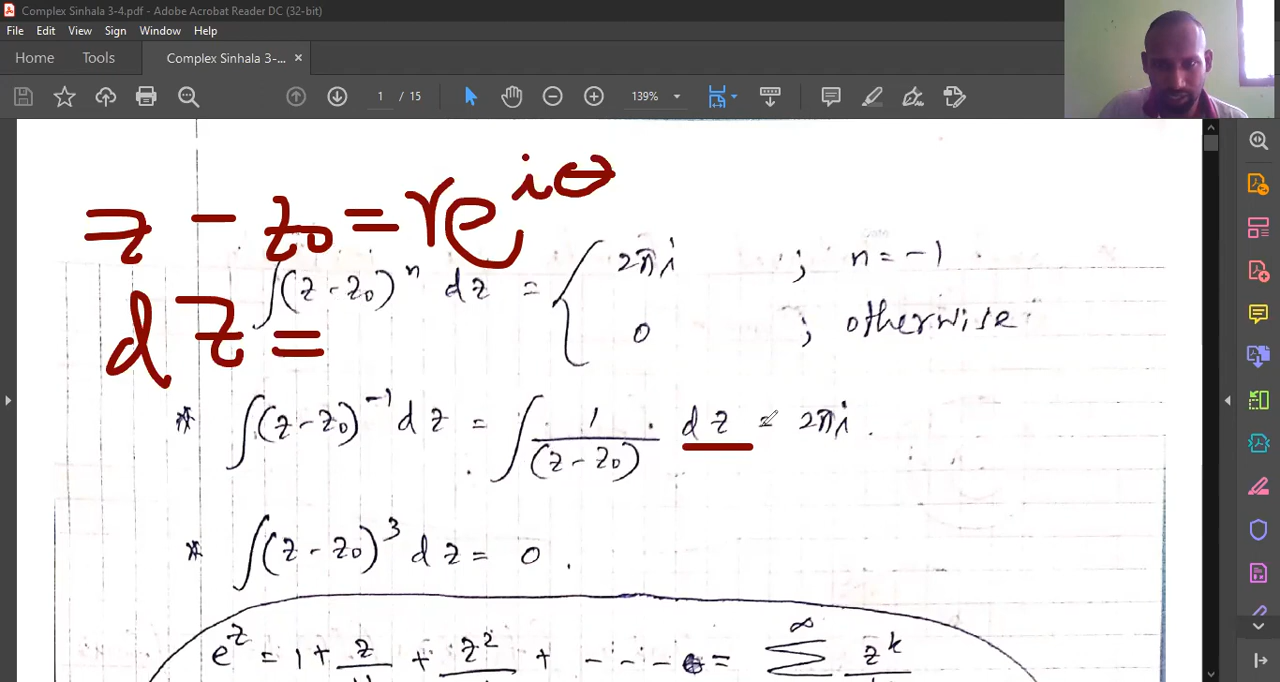 Complex Sinhala 3-4.pdf - Adobe Acrobat Reader DC (32-bit)
File Edit View Sign Window Help
Home Tools Complex Sinhala 3-... ×
1 / 15 139%
z - z₀ = re^{iθ}
∫(z - z₀)ⁿ dz = { 2πi ; n = -1
0 ; otherwise
dz =
* ∫(z - z₀)⁻¹ dz = ∫ 1/(z - z₀) . dz = 2πi .
* ∫(z - z₀)³ dz = 0 .
e^z = 1 + z + z² + - - - = ∞ Σ z^k